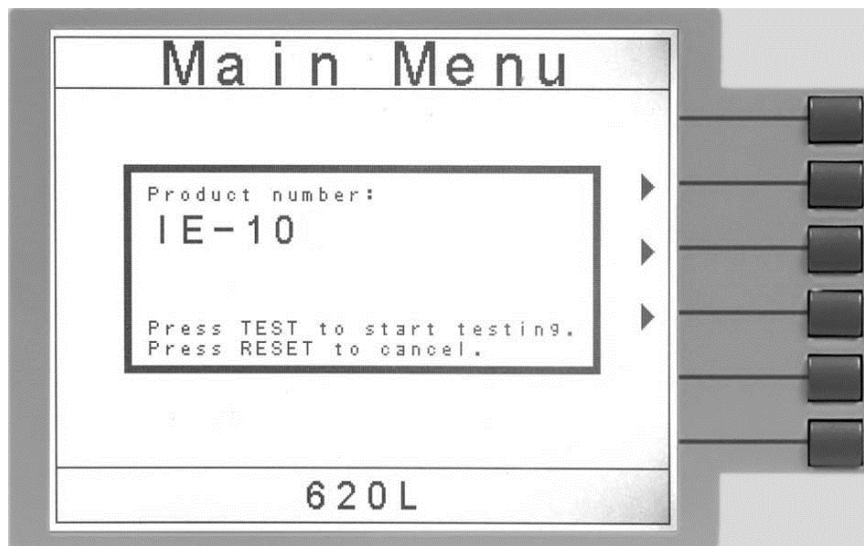 Main Menu
Product number:
IE-10
Press TEST to start testing.
Press RESET to cancel.
620L